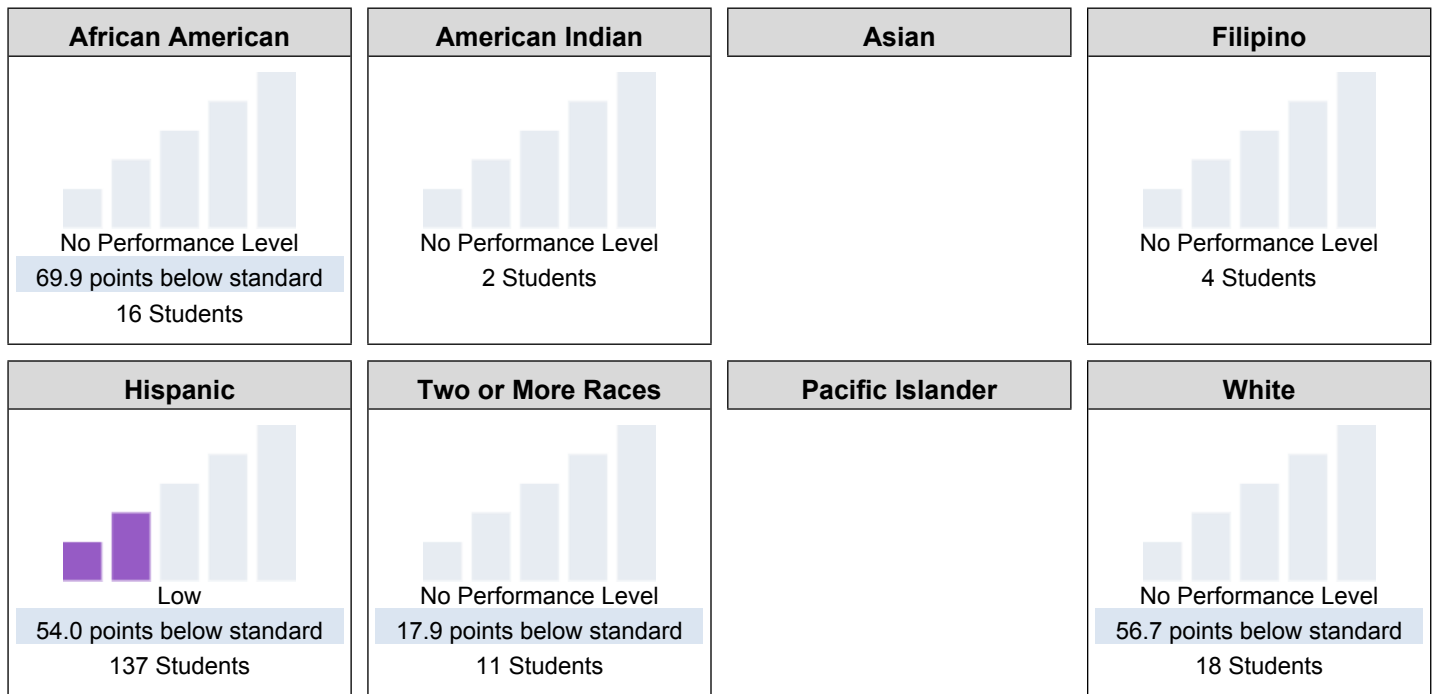 African American
No Performance Level
69.9 points below standard
16 Students
American Indian
No Performance Level
2 Students
Asian
Filipino
No Performance Level
4 Students
Hispanic
Low
54.0 points below standard
137 Students
Two or More Races
No Performance Level
17.9 points below standard
11 Students
Pacific Islander
White
No Performance Level
56.7 points below standard
18 Students